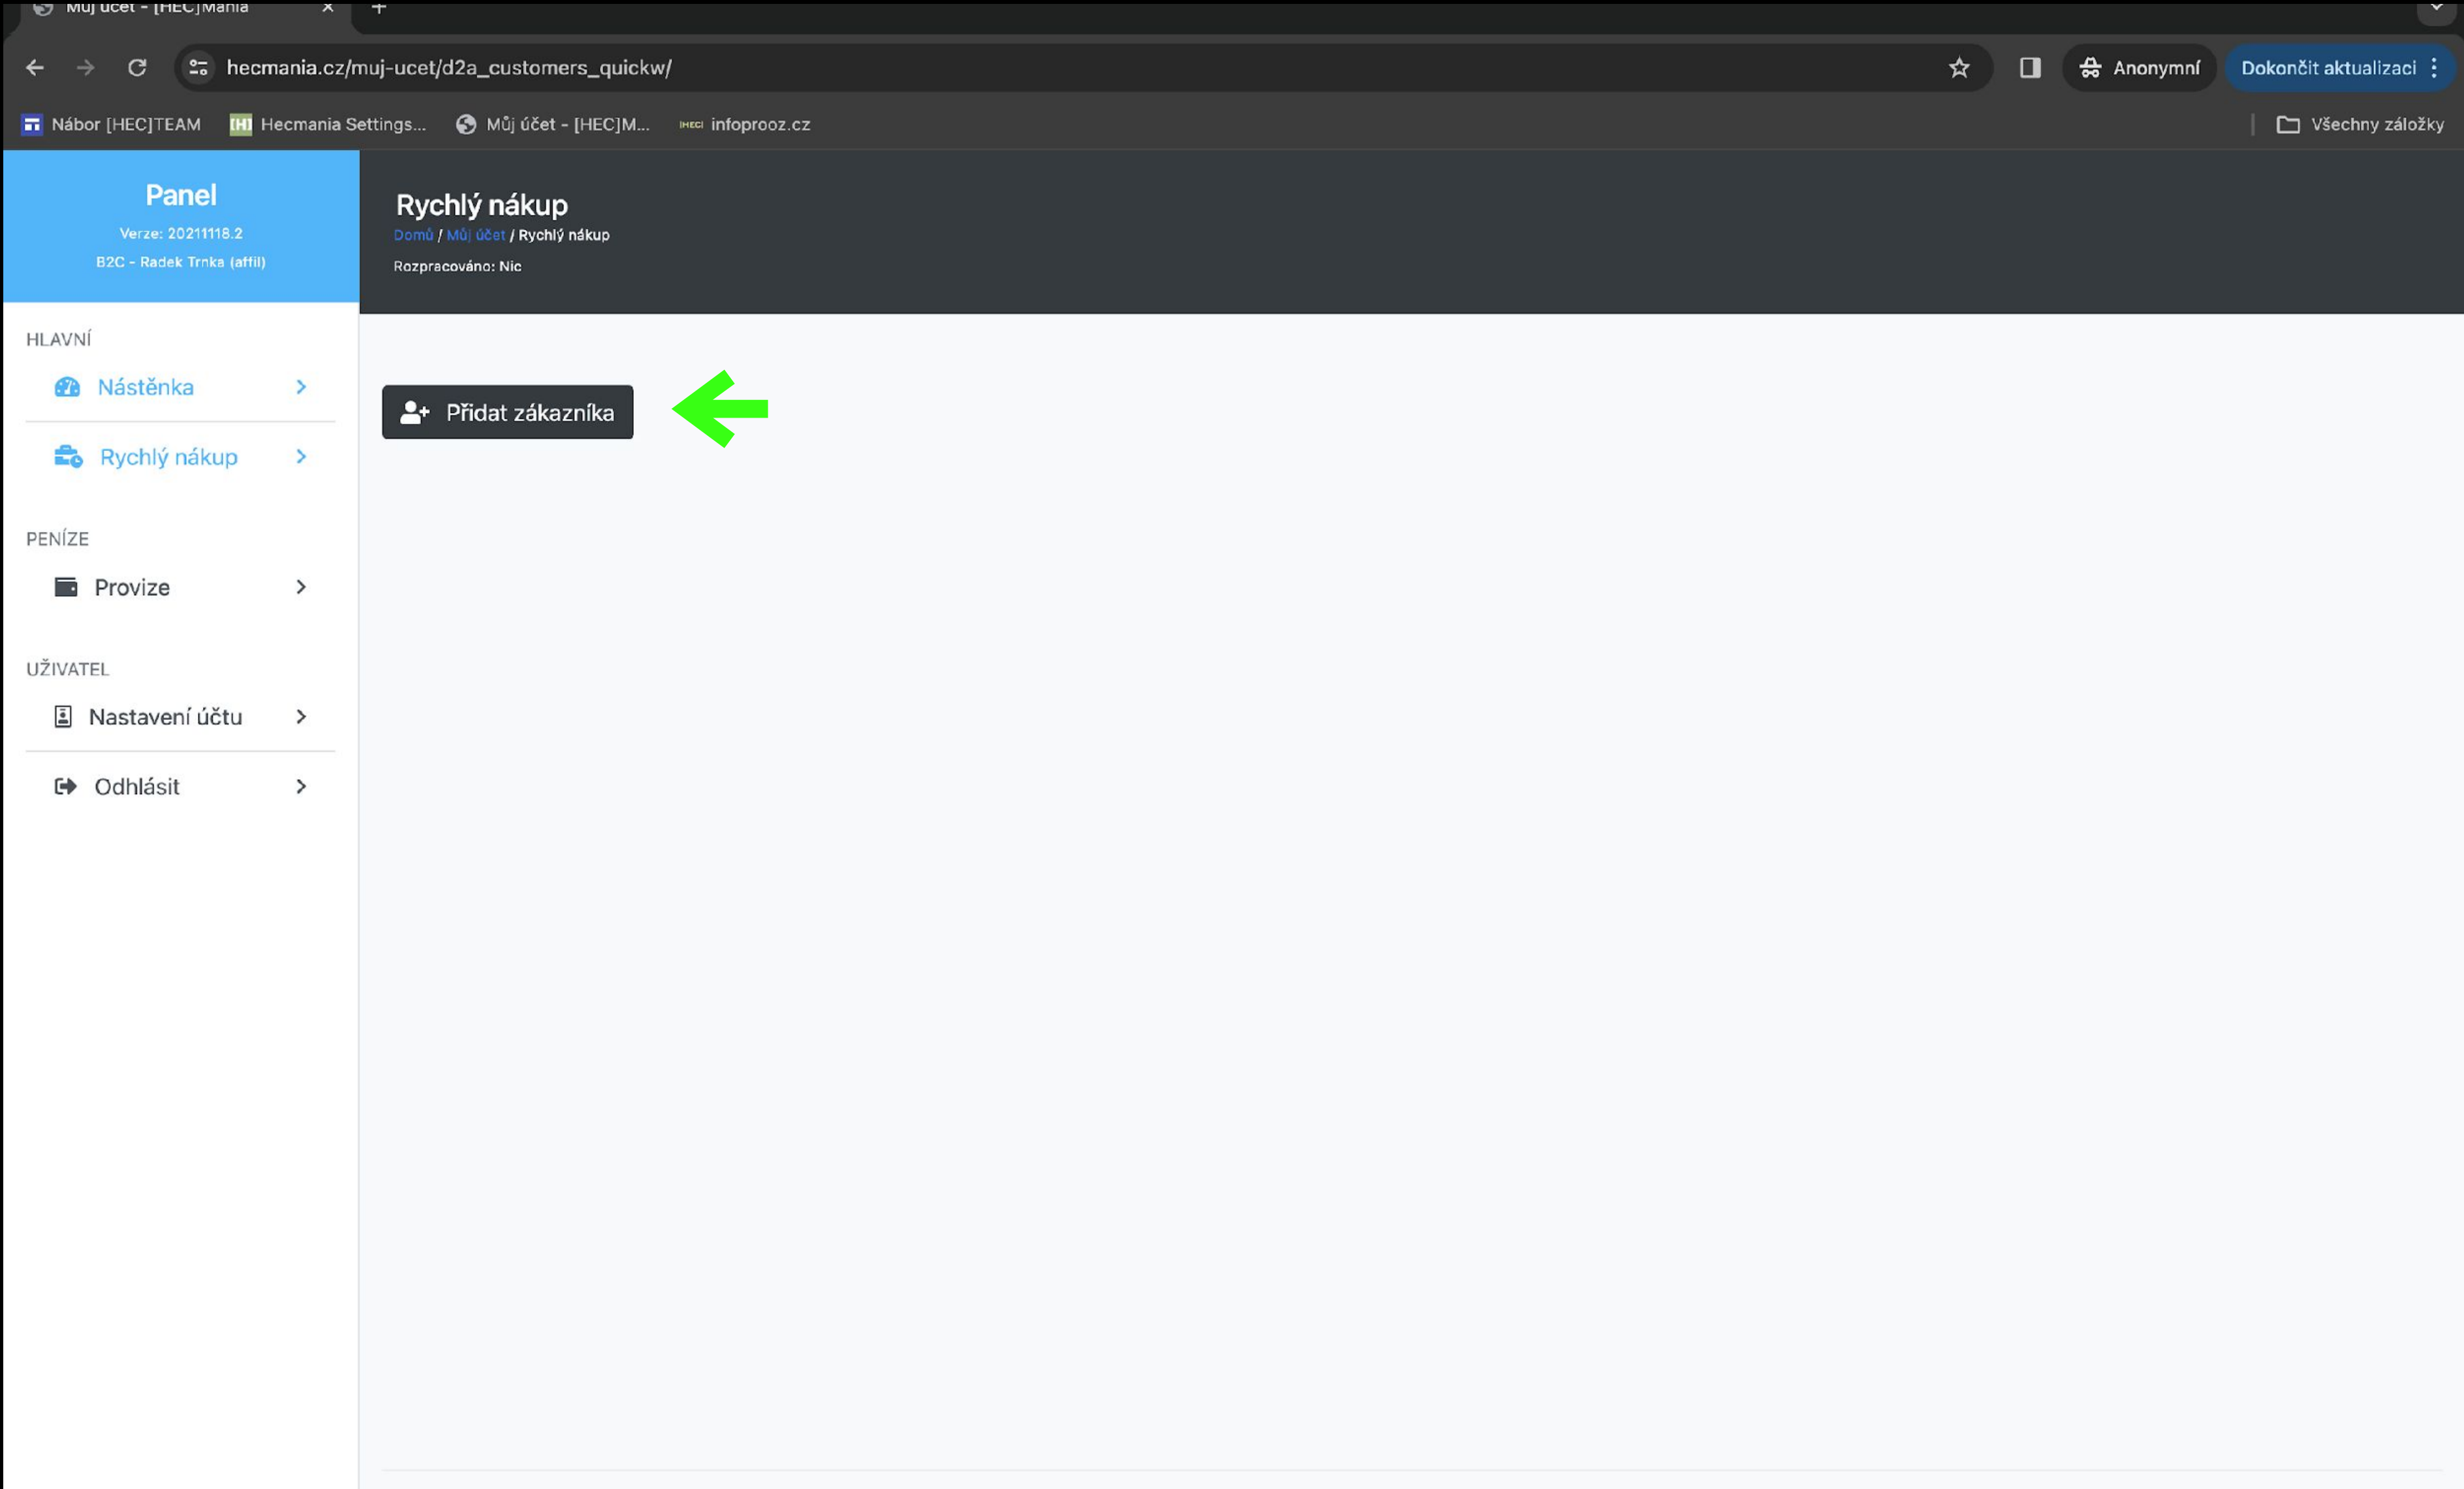 Můj účet - [HEC]Mania
hecmania.cz/muj-ucet/d2a_customers_quickw/
Anonymní
Dokončit aktualizaci
Nábor [HEC]TEAM
Hecmania Settings...
Můj účet - [HEC]M...
[HEC] infoprooz.cz
Všechny záložky
Panel
Verze: 20211118.2
B2C - Radek Trnka (affil)
Rychlý nákup
Domů / Můj účet / Rychlý nákup
Rozpracováno: Nic
HLAVNÍ
Nástěnka
Rychlý nákup
PENÍZE
Provize
UŽIVATEL
Nastavení účtu
Odhlásit
Přidat zákazníka